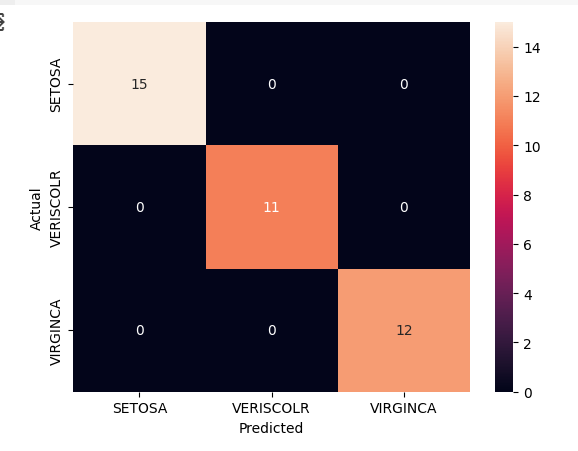 SETOSA 15 0 0
VERISCOLR 0 11 0
VIRGINCA 0 0 12
Actual
SETOSA VERISCOLR VIRGINCA
Predicted
14
12
10
8
6
4
2
0